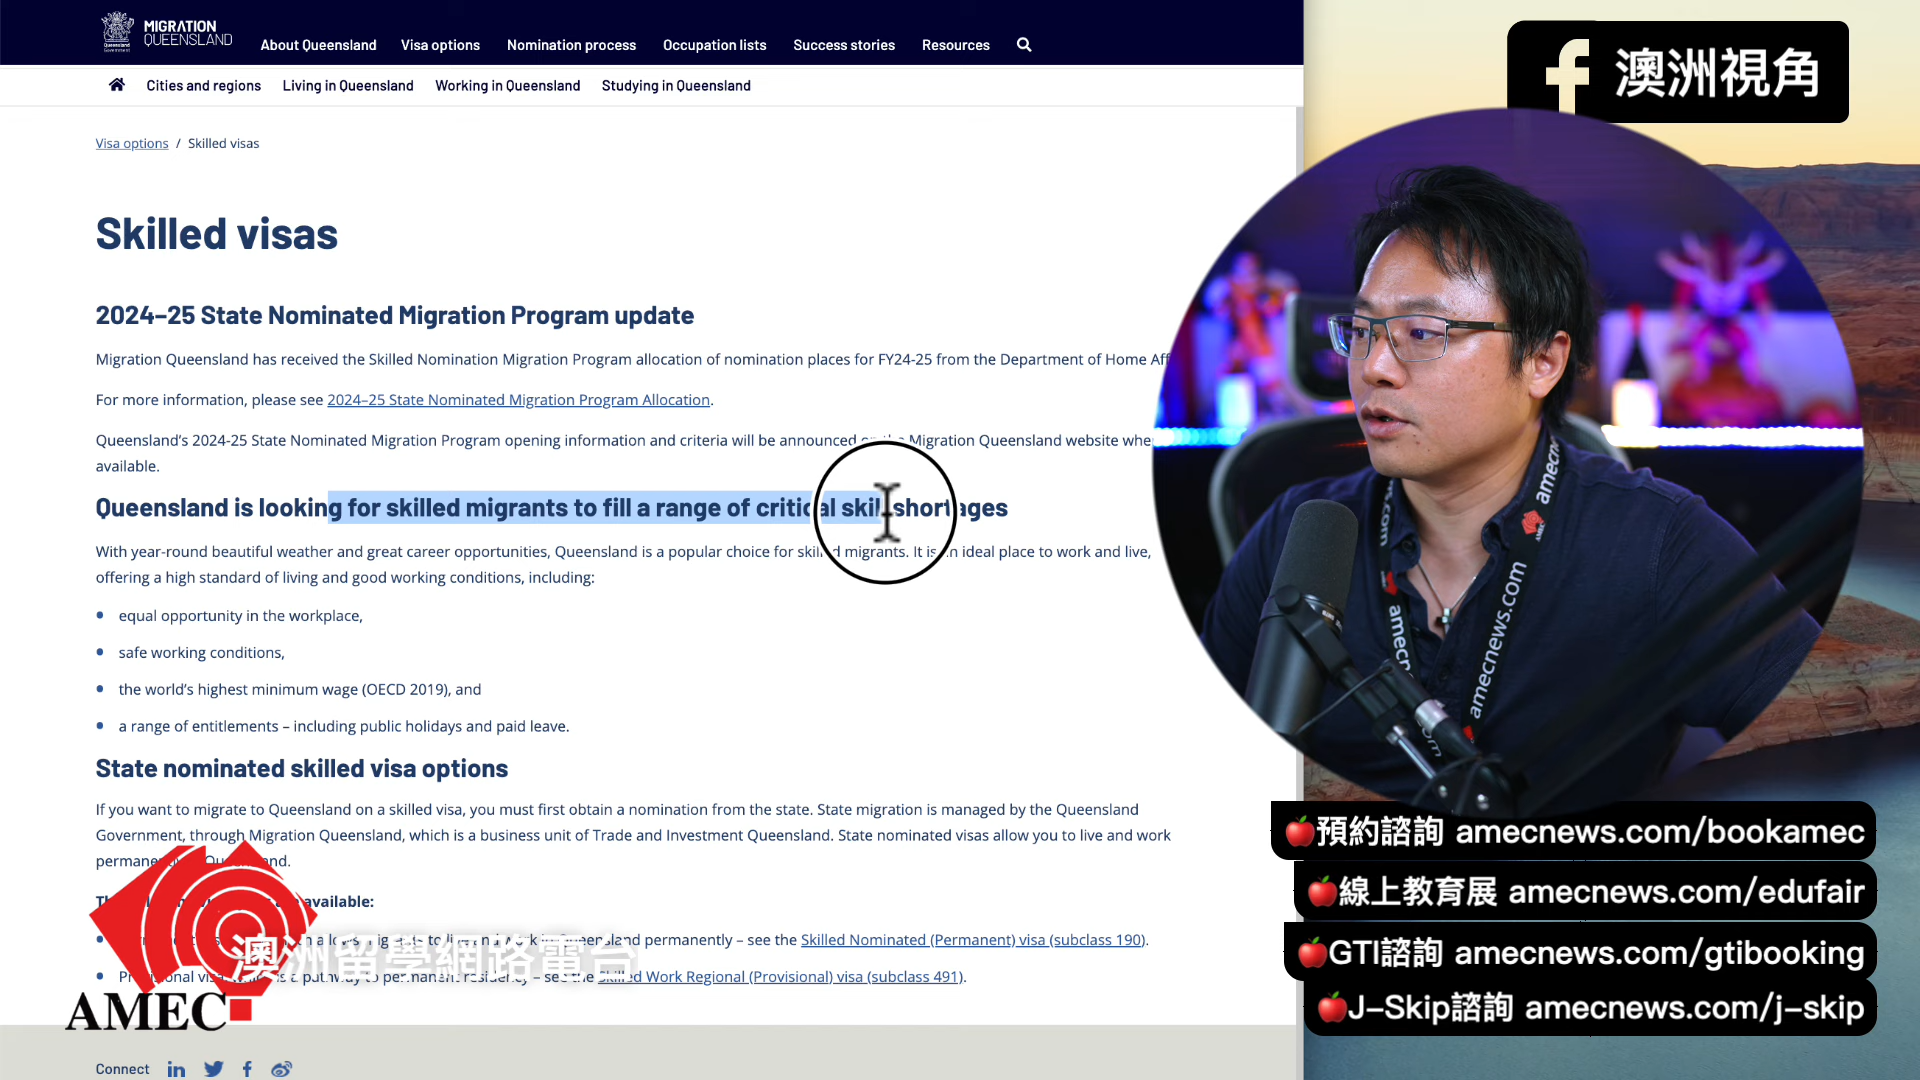 MIGRATION
QUEENSLAND
Queensland
Government
About Queensland
Visa options
Nomination process
Occupation lists
Success stories
Resources
Cities and regions
Living in Queensland
Working in Queensland
Studying in Queensland
Visa options / Skilled visas
Skilled visas
2024–25 State Nominated Migration Program update
Migration Queensland has received the Skilled Nomination Migration Program allocation of nomination places for FY24-25 from the Department of Home Aff
For more information, please see 2024–25 State Nominated Migration Program Allocation.
Queensland's 2024-25 State Nominated Migration Program opening information and criteria will be announced on the Migration Queensland website whe
available.
Queensland is looking for skilled migrants to fill a range of critical skill shortages
With year-round beautiful weather and great career opportunities, Queensland is a popular choice for skilled migrants. It is an ideal place to work and live,
offering a high standard of living and good working conditions, including:
equal opportunity in the workplace,
safe working conditions,
the world's highest minimum wage (OECD 2019), and
a range of entitlements – including public holidays and paid leave.
State nominated skilled visa options
If you want to migrate to Queensland on a skilled visa, you must first obtain a nomination from the state. State migration is managed by the Queensland
Government, through Migration Queensland, which is a business unit of Trade and Investment Queensland. State nominated visas allow you to live and work
available:
to live and work in Queensland permanently – see the Skilled Nominated (Permanent) visa (subclass 190).
is a pathway to permanent residency – see the Skilled Work Regional (Provisional) visa (subclass 491).
Connect
AMEC
澳洲留學網路電台
澳洲視角
amecnews.com
預約諮詢 amecnews.com/bookamec
線上教育展 amecnews.com/edufair
GTI諮詢 amecnews.com/gtibooking
J-Skip諮詢 amecnews.com/j-skip